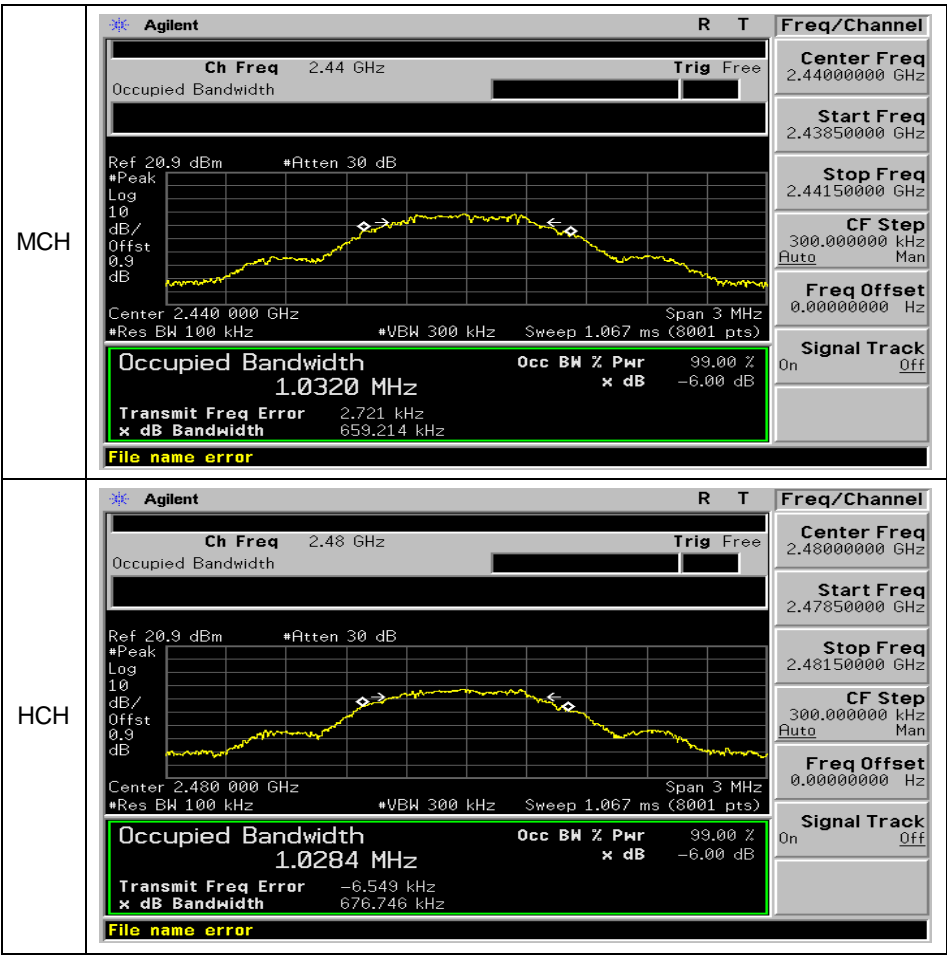 MCH
Agilent R T
Freq/Channel
Ch Freq 2.44 GHz Trig Free
Occupied Bandwidth
Center Freq
2.44000000 GHz
Start Freq
2.43850000 GHz
Stop Freq
2.44150000 GHz
CF Step
300.000000 kHz
Auto Man
Freq Offset
0.00000000 Hz
Signal Track
On Off
Ref 20.9 dBm #Atten 30 dB
#Peak
Log
10
dB/
Offst
0.9
dB
Center 2.440 000 GHz Span 3 MHz
#Res BW 100 kHz #VBW 300 kHz Sweep 1.067 ms (8001 pts)
Occupied Bandwidth Occ BW % Pwr 99.00 %
1.0320 MHz x dB -6.00 dB
Transmit Freq Error 2.721 kHz
x dB Bandwidth 659.214 kHz
File name error
HCH
Agilent R T
Freq/Channel
Ch Freq 2.48 GHz Trig Free
Occupied Bandwidth
Center Freq
2.48000000 GHz
Start Freq
2.47850000 GHz
Stop Freq
2.48150000 GHz
CF Step
300.000000 kHz
Auto Man
Freq Offset
0.00000000 Hz
Signal Track
On Off
Ref 20.9 dBm #Atten 30 dB
#Peak
Log
10
dB/
Offst
0.9
dB
Center 2.480 000 GHz Span 3 MHz
#Res BW 100 kHz #VBW 300 kHz Sweep 1.067 ms (8001 pts)
Occupied Bandwidth Occ BW % Pwr 99.00 %
1.0284 MHz x dB -6.00 dB
Transmit Freq Error -6.549 kHz
x dB Bandwidth 676.746 kHz
File name error